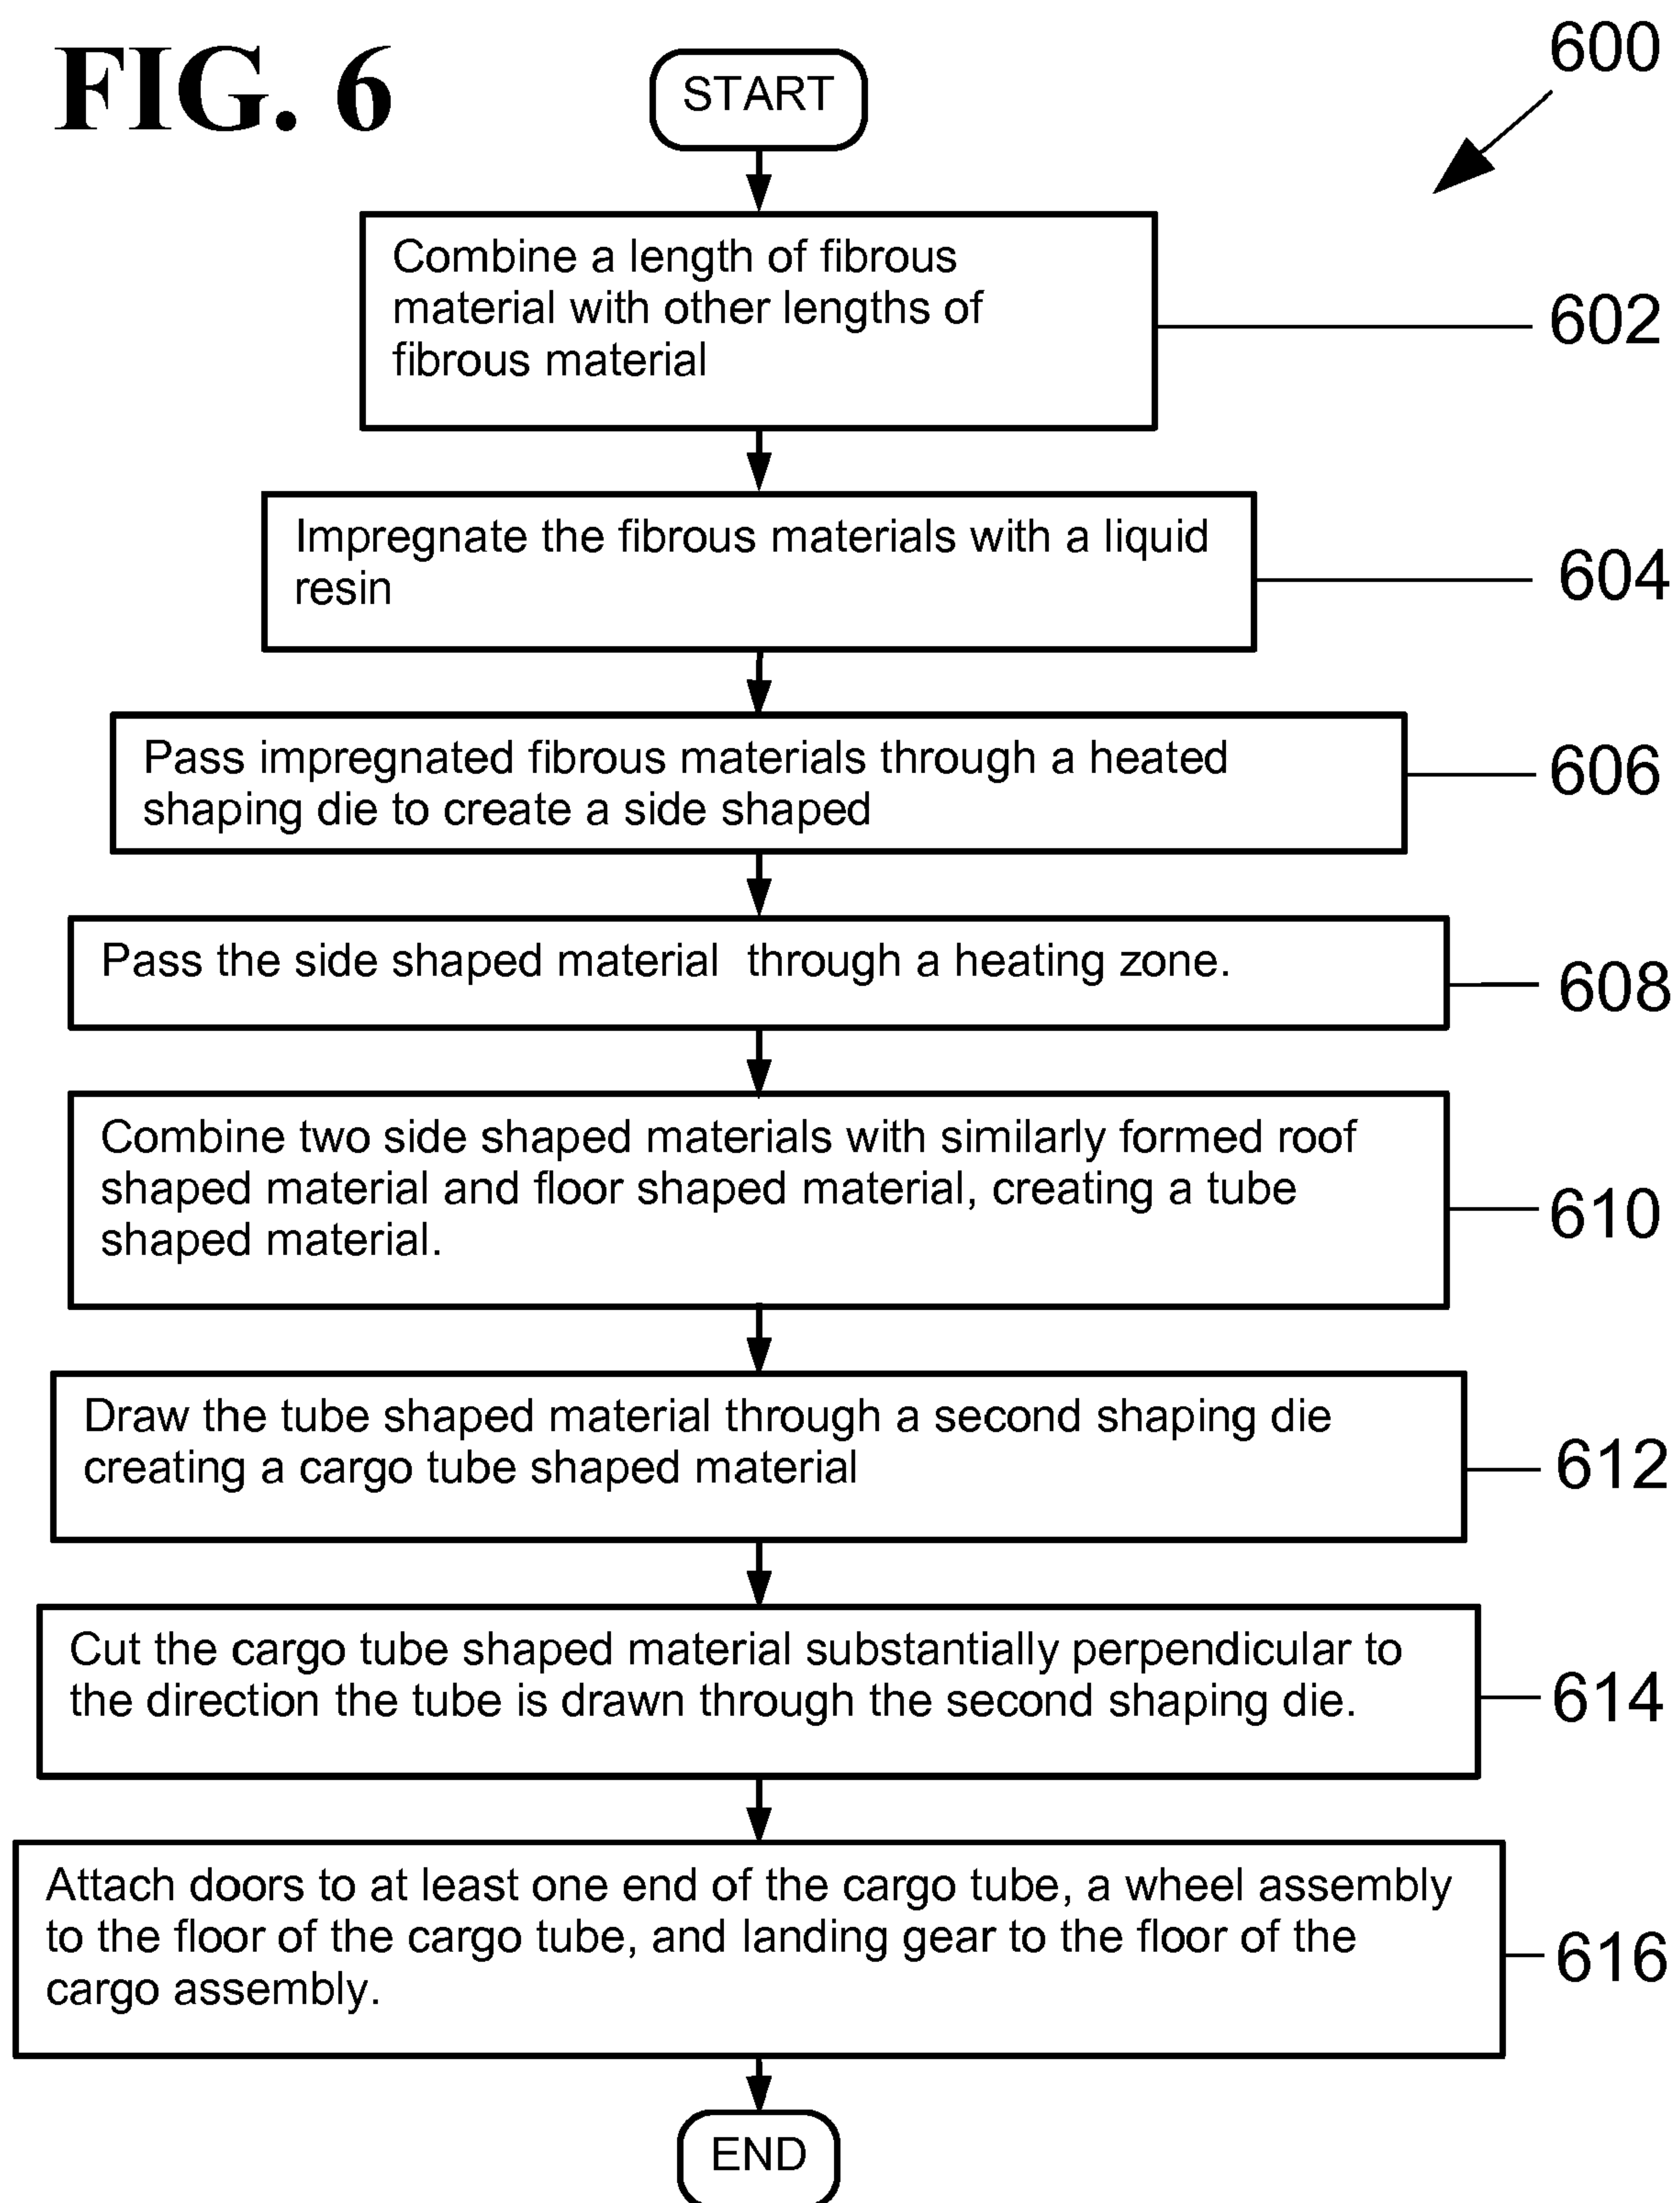 FIG. 6
START
600
Combine a length of fibrous
material with other lengths of
fibrous material
602
Impregnate the fibrous materials with a liquid
resin
604
Pass impregnated fibrous materials through a heated
shaping die to create a side shaped
606
Pass the side shaped material  through a heating zone.
608
Combine two side shaped materials with similarly formed roof
shaped material and floor shaped material, creating a tube
shaped material.
610
Draw the tube shaped material through a second shaping die
creating a cargo tube shaped material
612
Cut the cargo tube shaped material substantially perpendicular to
the direction the tube is drawn through the second shaping die.
614
Attach doors to at least one end of the cargo tube, a wheel assembly
to the floor of the cargo tube, and landing gear to the floor of the
cargo assembly.
616
END